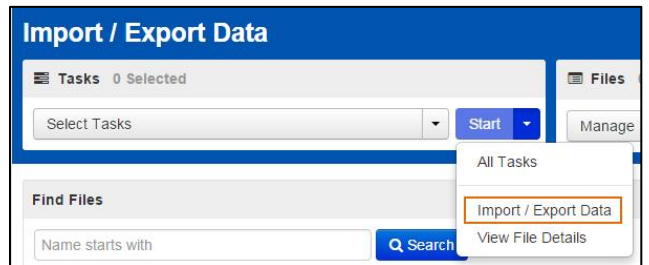 Import / Export Data
Tasks 0 Selected
Files
Select Tasks
Start
Manage
All Tasks
Find Files
Import / Export Data
Name starts with
Search
View File Details